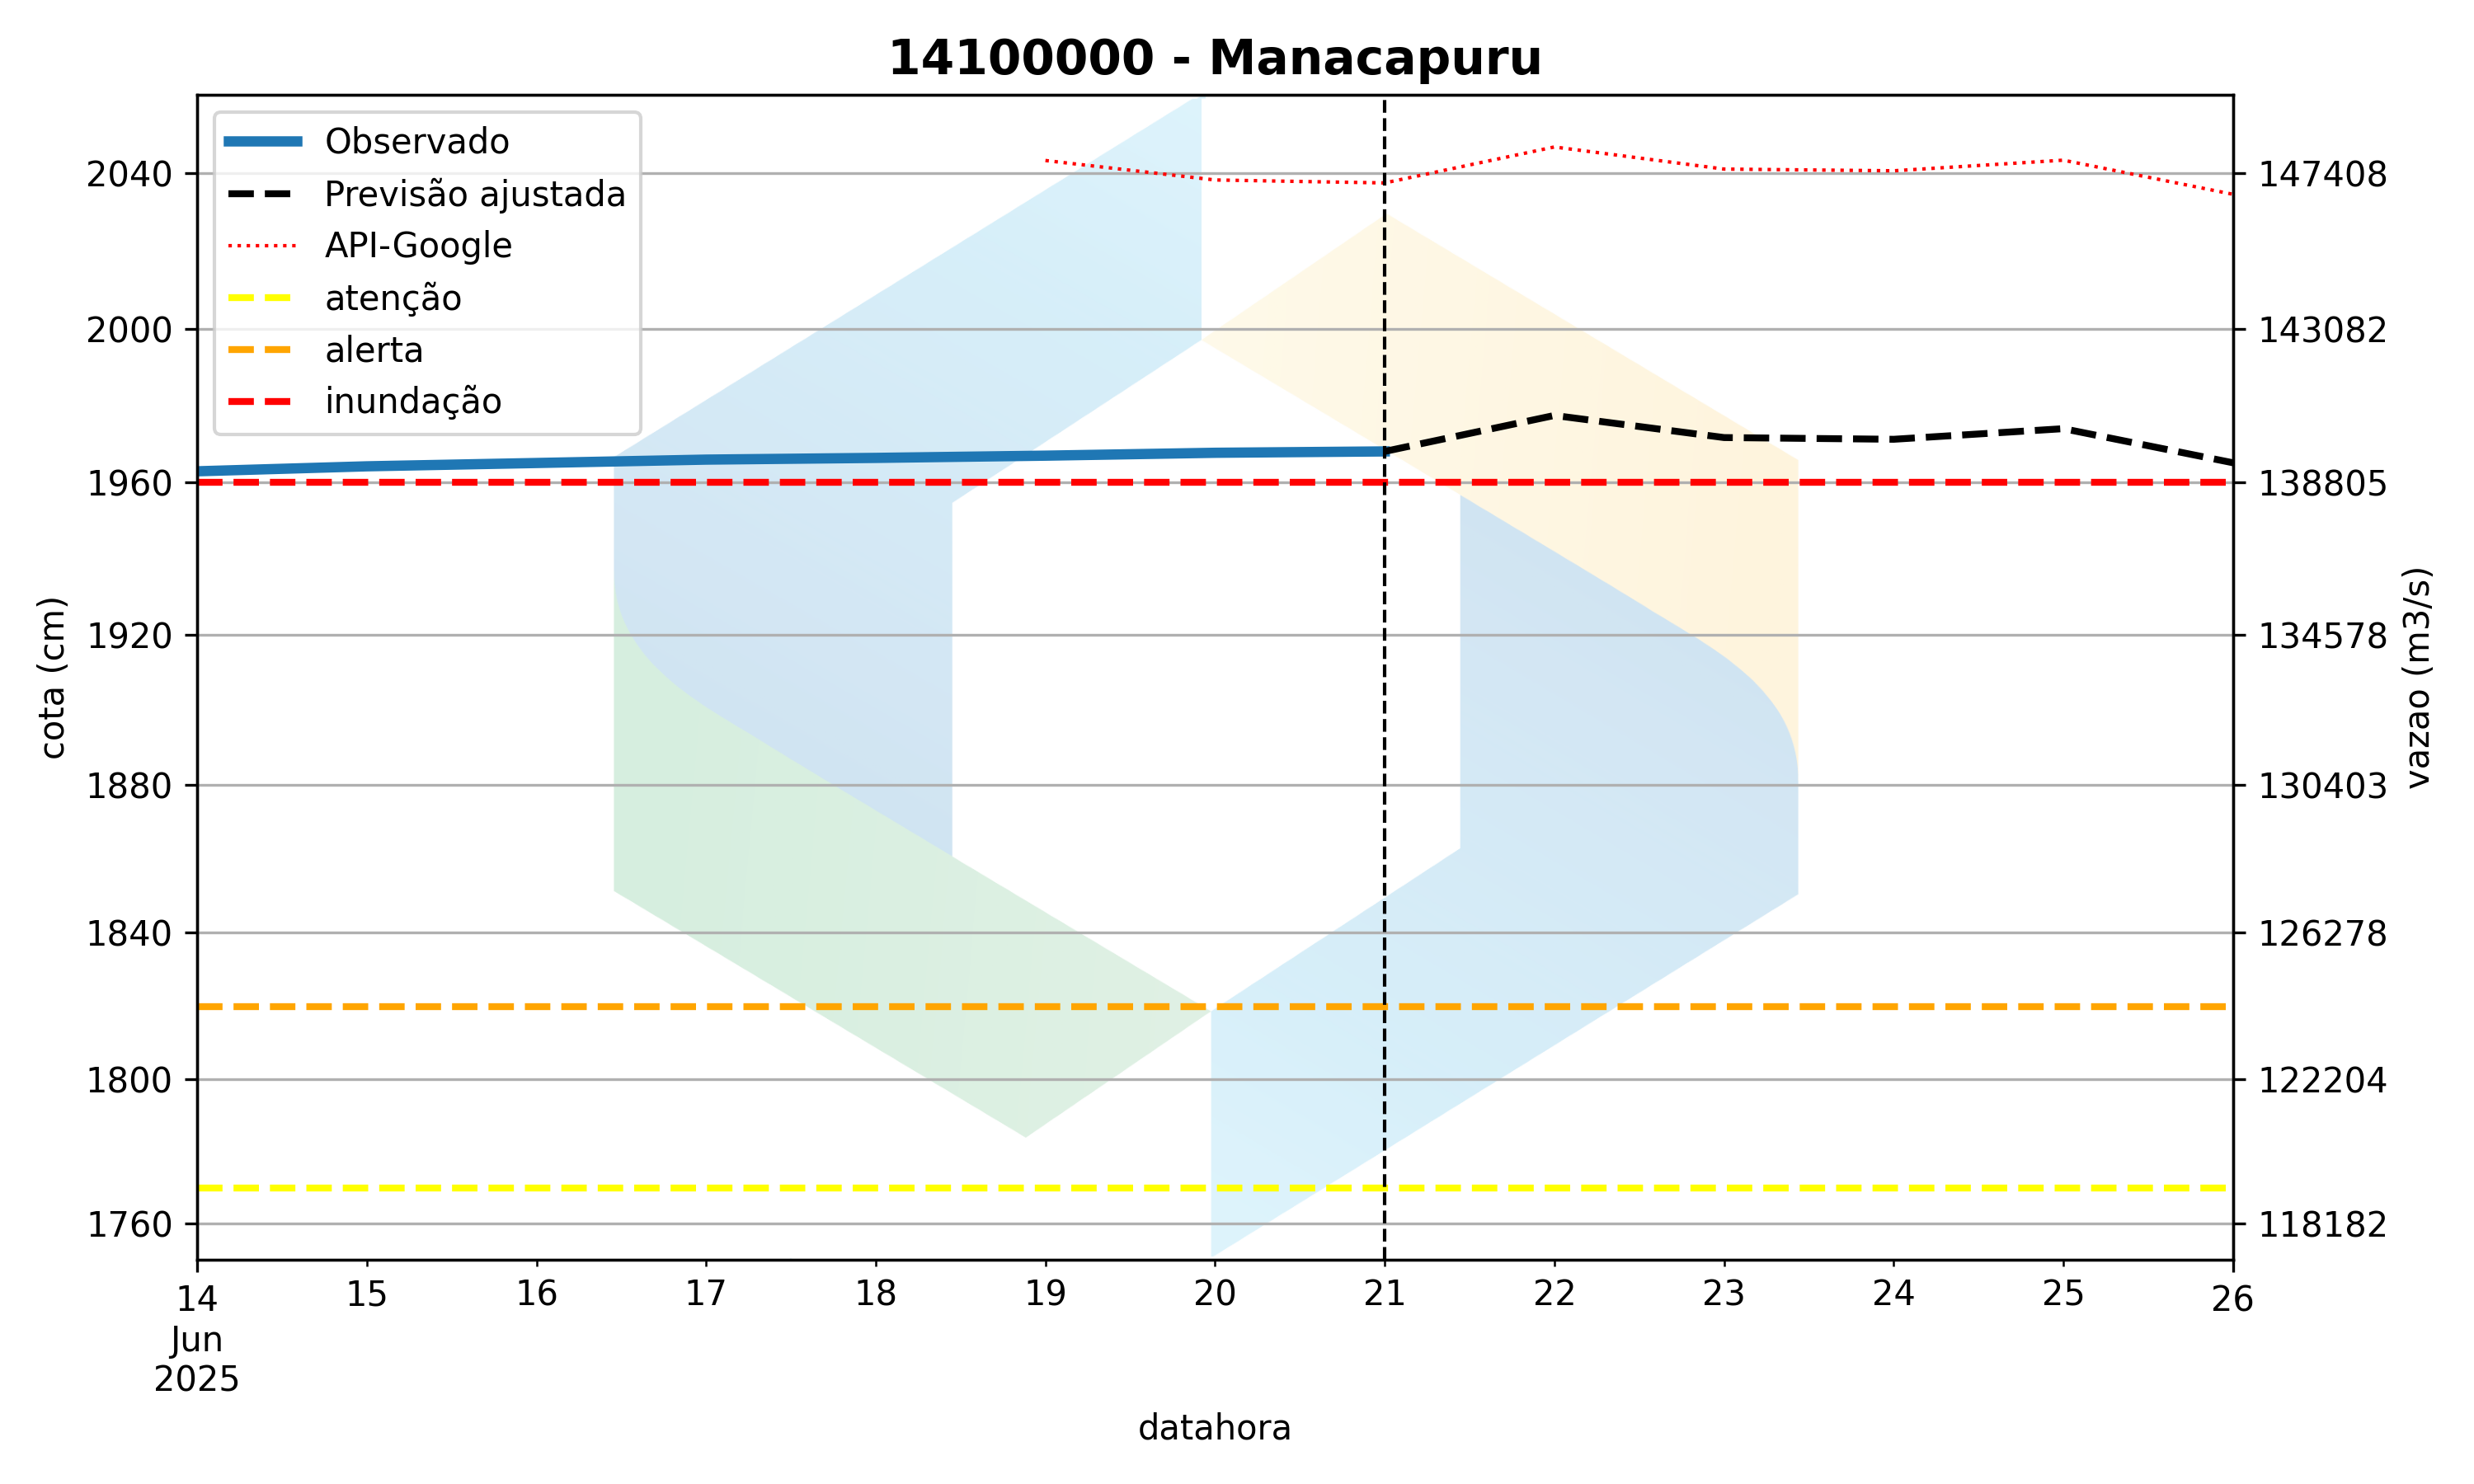 14100000 - Manacapuru
Observado
Previsão ajustada
API-Google
atenção
alerta
inundação
2040
2000
1960
1920
1880
1840
1800
1760
cota (cm)
147408
143082
138805
134578
130403
126278
122204
118182
vazao (m3/s)
14 15 16 17 18 19 20 21 22 23 24 25 26
Jun
2025
datahora